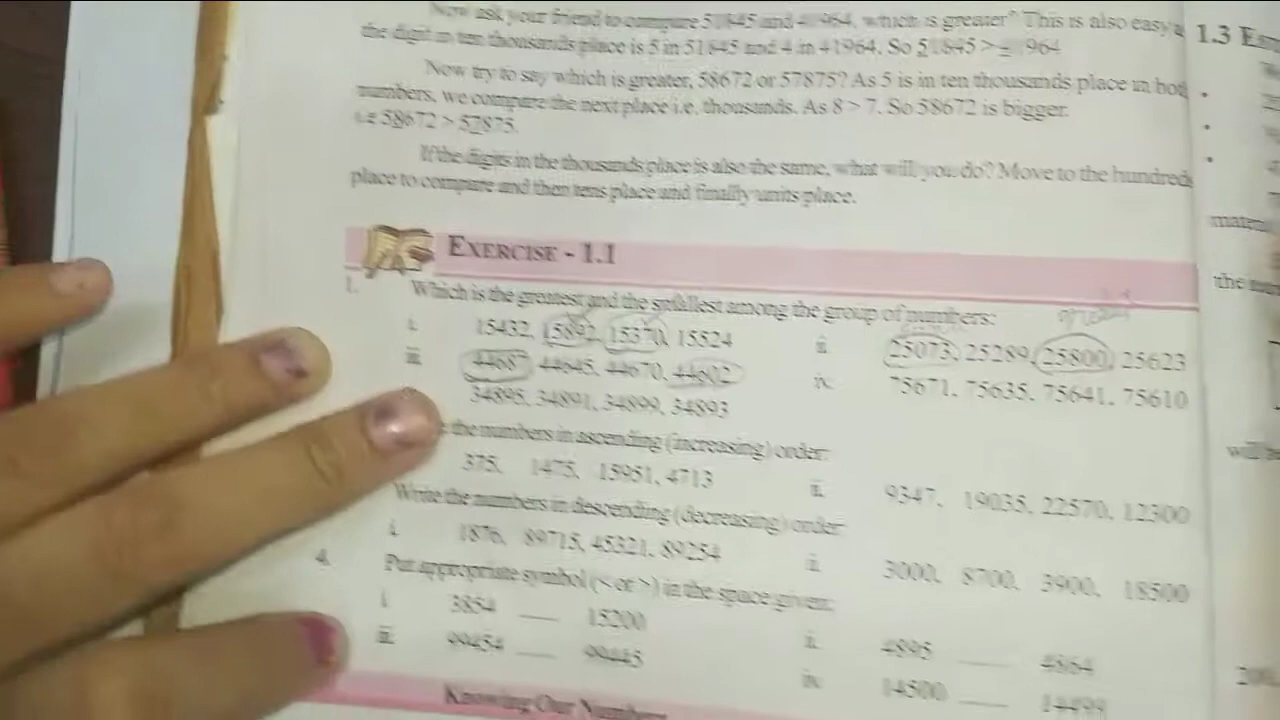 Now ask your friend to compare 51845 and 41964, which is greater? This is also easy
the digit in ten thousands place is 5 in 51845 and 4 in 41964. So 51845 > 41964
Now try to say which is greater, 58672 or 57875? As 5 is in ten thousands place in bot
numbers, we compare the next place i.e. thousands. As 8 > 7. So 58672 is bigger.
i.e 58672 > 57875.
If the digits in the thousands place is also the same, what will you do? Move to the hundred
place to compare and then tens place and finally units place.
EXERCISE - 1.1
1. Which is the greatest and the smallest among the group of numbers:
i. 15432, 15892, 15370, 15524 ii. 25073, 25289, 25800, 25623
iii. 44687, 44645, 44670, 44602 iv. 75671, 75635, 75641, 75610
34895, 34891, 34899, 34893
the numbers in ascending (increasing) order:
375, 1475, 15951, 4713 ii. 9347, 19035, 22570, 12300
Write the numbers in descending (decreasing) order:
i. 1876, 89715, 45321, 89254 ii. 3000, 8700, 3900, 18500
4. Put appropriate symbol (< or >) in the space given:
i. 3854 ___ 15200 ii. 4895 ___ 4864
iii. 99454 ___ 99445 iv. 14500 ___ 14499
Knowing Our Numbers
1.3
the